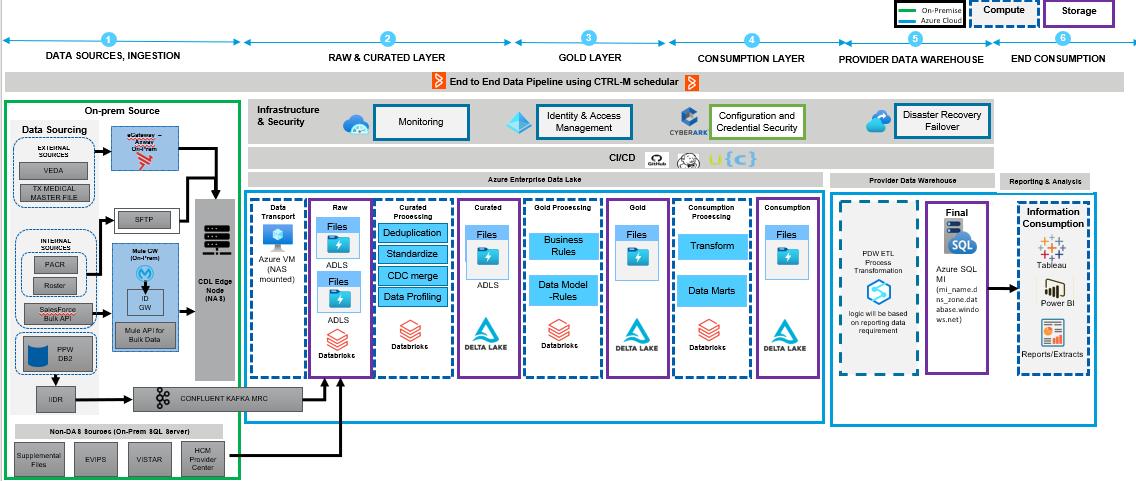 On-Premise
Azure Cloud
Compute
Storage
1
2
3
4
5
6
DATA SOURCES, INGESTION
RAW & CURATED LAYER
GOLD LAYER
CONSUMPTION LAYER
PROVIDER DATA WAREHOUSE
END CONSUMPTION
End to End Data Pipeline using CTRL-M schedular
On-prem Source
Data Sourcing
EXTERNAL
SOURCES
VEDA
TX MEDICAL
MASTER FILE
INTERNAL
SOURCES
PACR
Roster
SalesForce
Bulk API
PPW
DB2
IIDR
eGateway –
Axway
On-Prem
SFTP
Mule GW
(On-Prem)
ID
GW
Mule API for
Bulk Data
CDL Edge
Node
(NAS)
CONFLUENT KAFKA MRC
Non-DAS Sources (On-Prem SQL Server)
Supplemental
Files
EVIPS
VISTAR
HCM
Provider
Center
Infrastructure
& Security
Monitoring
Identity & Access
Management
CYBERARK
Configuration and
Credential Security
Disaster Recovery
Failover
CI/CD
GitHub
u{c}
Azure Enterprise Data Lake
Data
Transport
Azure VM
(NAS
mounted)
Raw
Files
ADLS
Files
ADLS
Databricks
Curated
Processing
Deduplication
Standardize
CDC merge
Data Profiling
Databricks
Curated
Files
ADLS
DELTA LAKE
Gold Processing
Business
Rules
Data Model
-Rules
Databricks
Gold
Files
DELTA LAKE
Consumption
Processing
Transform
Data Marts
Databricks
Consumption
Files
DELTA LAKE
Provider Data Warehouse
PDW ETL
Process
Transformation
logic will be based
on reporting data
requirement
Final
SQL
Azure SQL
MI
(mi_name.d
ns_zone.dat
abase.windo
ws.net)
Reporting & Analysis
Information
Consumption
Tableau
Power BI
Reports/Extracts